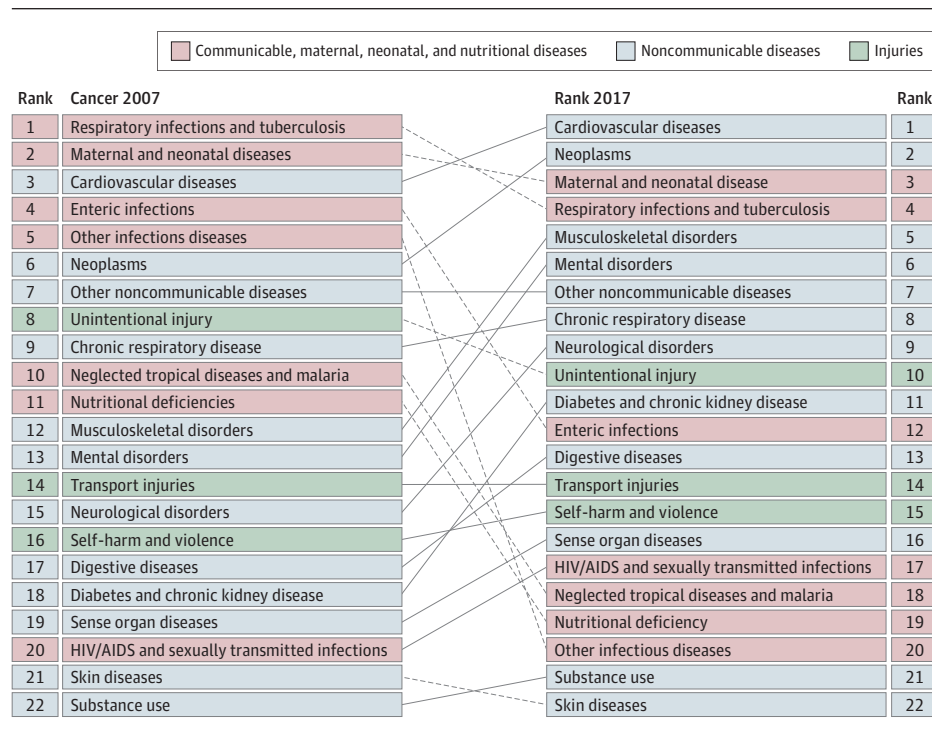 Communicable, maternal, neonatal, and nutritional diseases Noncommunicable diseases Injuries
Rank Cancer 2007 Rank 2017 Rank
1 Respiratory infections and tuberculosis Cardiovascular diseases 1
2 Maternal and neonatal diseases Neoplasms 2
3 Cardiovascular diseases Maternal and neonatal disease 3
4 Enteric infections Respiratory infections and tuberculosis 4
5 Other infections diseases Musculoskeletal disorders 5
6 Neoplasms Mental disorders 6
7 Other noncommunicable diseases Other noncommunicable diseases 7
8 Unintentional injury Chronic respiratory disease 8
9 Chronic respiratory disease Neurological disorders 9
10 Neglected tropical diseases and malaria Unintentional injury 10
11 Nutritional deficiencies Diabetes and chronic kidney disease 11
12 Musculoskeletal disorders Enteric infections 12
13 Mental disorders Digestive diseases 13
14 Transport injuries Transport injuries 14
15 Neurological disorders Self-harm and violence 15
16 Self-harm and violence Sense organ diseases 16
17 Digestive diseases HIV/AIDS and sexually transmitted infections 17
18 Diabetes and chronic kidney disease Neglected tropical diseases and malaria 18
19 Sense organ diseases Nutritional deficiency 19
20 HIV/AIDS and sexually transmitted infections Other infectious diseases 20
21 Skin diseases Substance use 21
22 Substance use Skin diseases 22